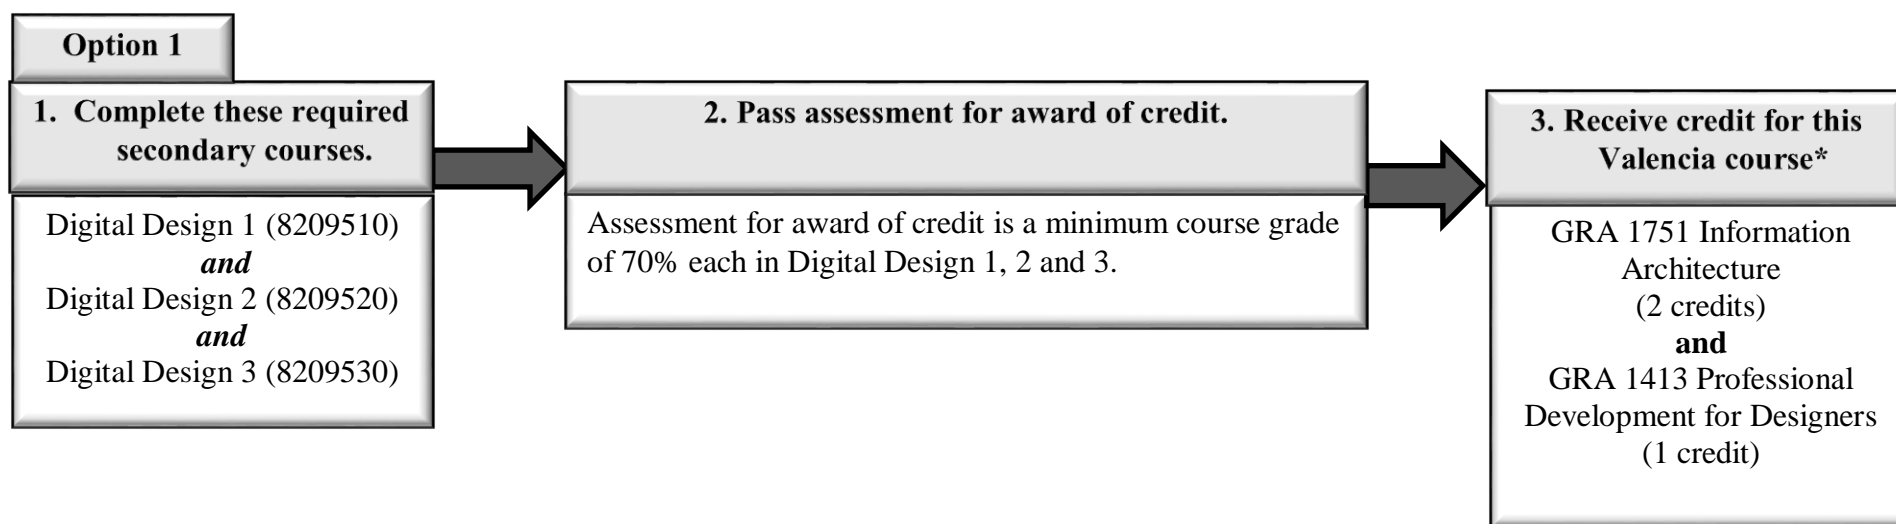 Option 1
1. Complete these required
secondary courses.
Digital Design 1 (8209510)
and
Digital Design 2 (8209520)
and
Digital Design 3 (8209530)
2. Pass assessment for award of credit.
Assessment for award of credit is a minimum course grade
of 70% each in Digital Design 1, 2 and 3.
3. Receive credit for this
Valencia course*
GRA 1751 Information
Architecture
(2 credits)
and
GRA 1413 Professional
Development for Designers
(1 credit)